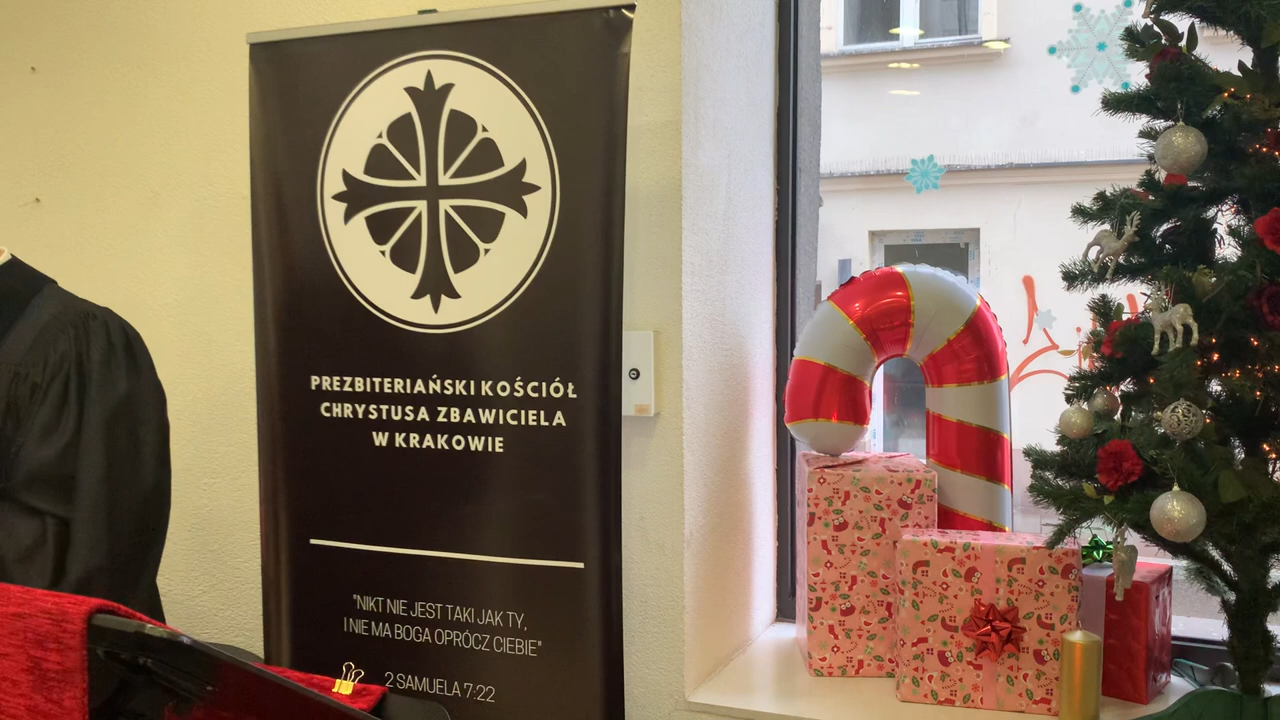 PREZBITERIAŃSKI KOŚCIÓŁ
CHRYSTUSA ZBAWICIELA
W KRAKOWIE
"NIKT NIE JEST TAKI JAK TY,
I NIE MA BOGA OPRÓCZ CIEBIE"
2 SAMUELA 7:22